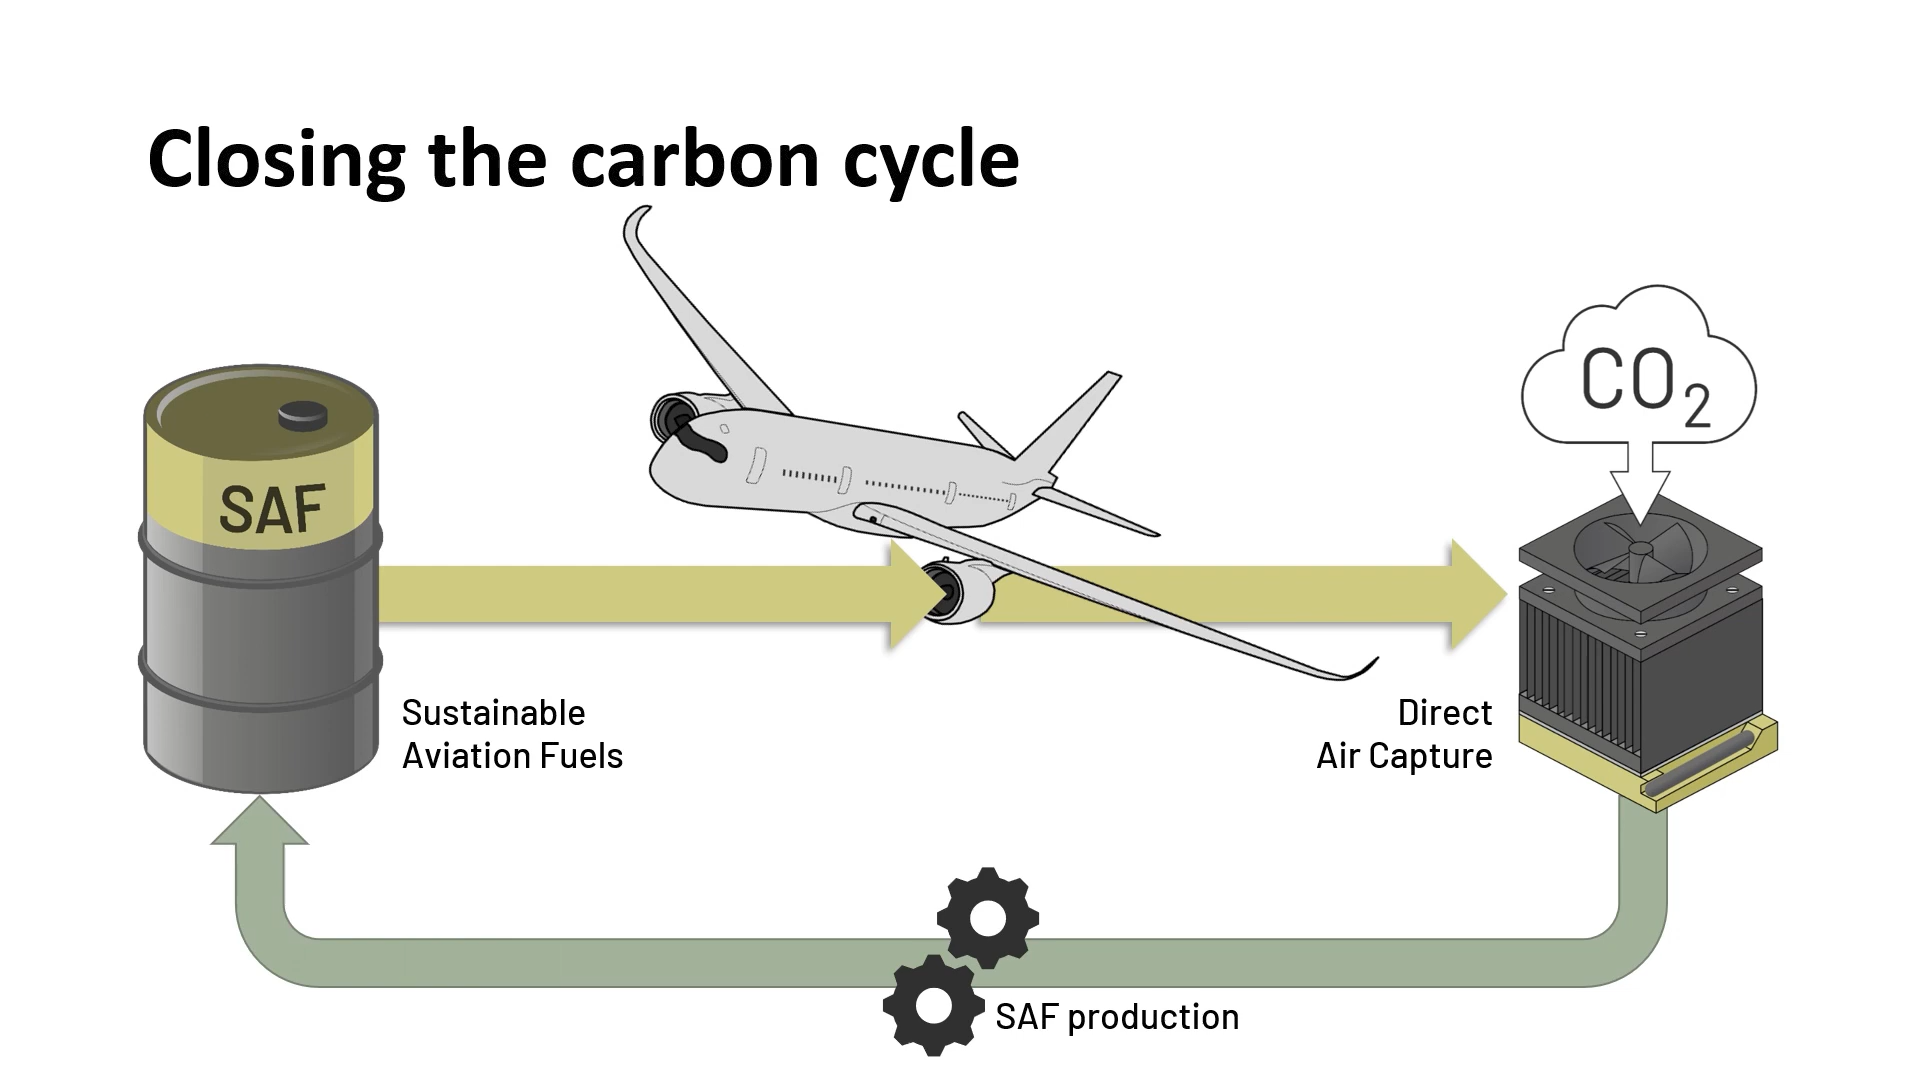 Closing the carbon cycle
CO₂
SAF
Sustainable
Aviation Fuels
Direct
Air Capture
SAF production